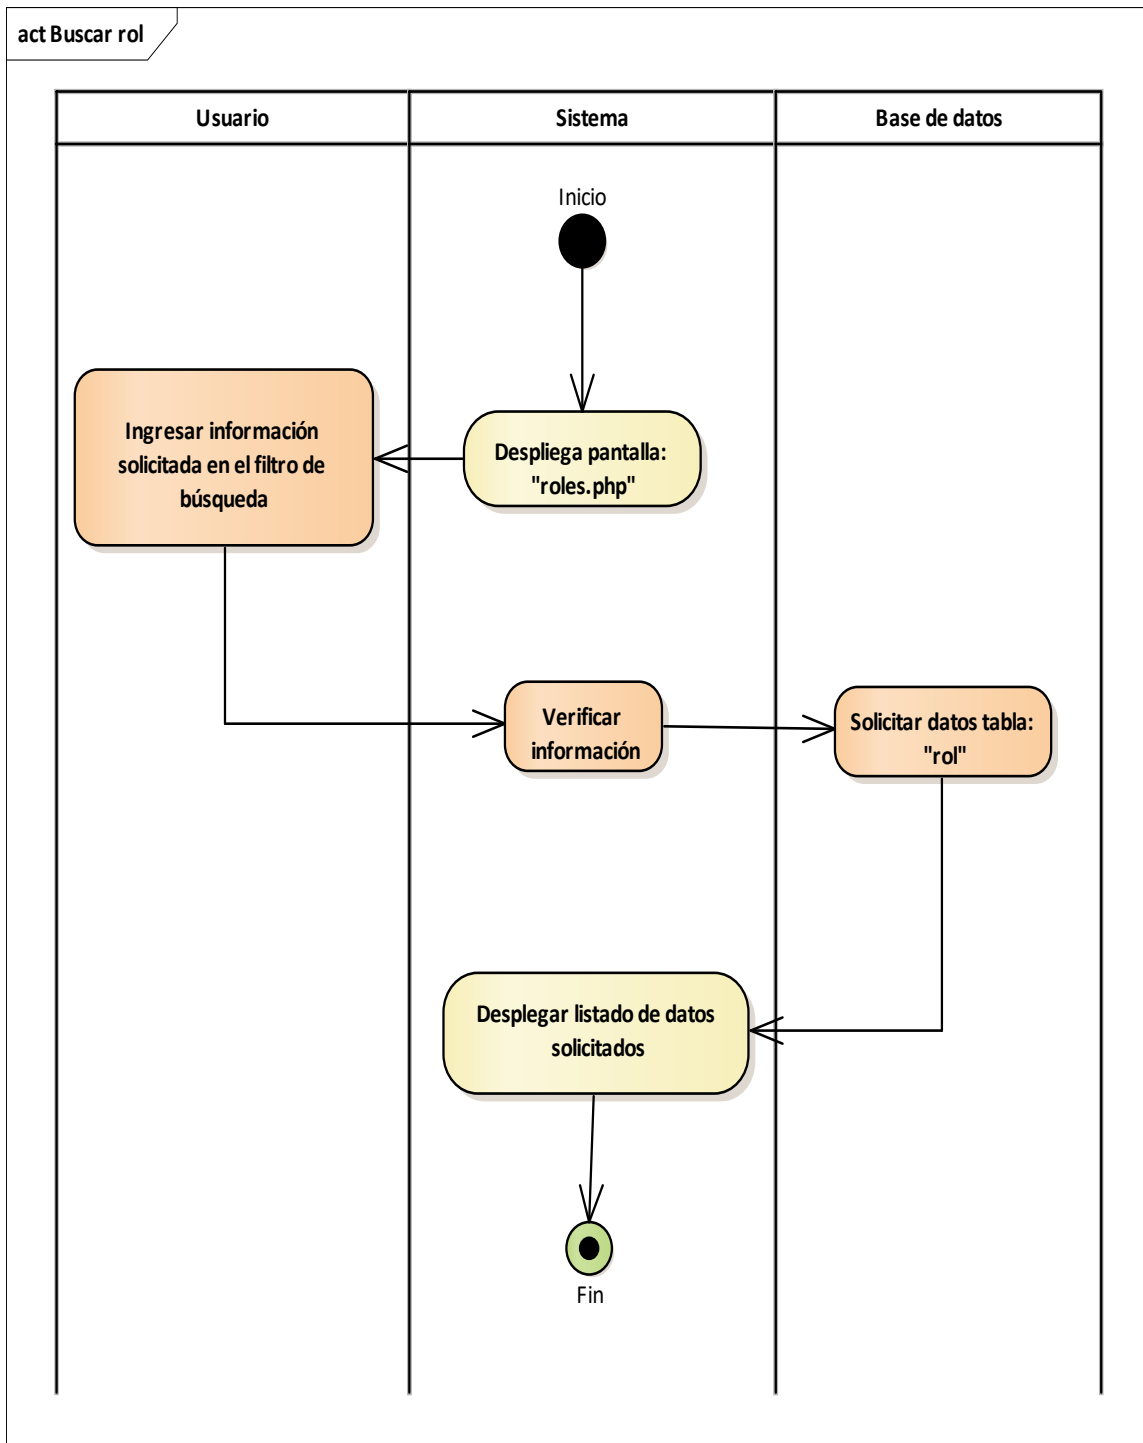 act Buscar rol
Usuario
Sistema
Base de datos
Inicio
Ingresar información
solicitada en el filtro de
búsqueda
Despliega pantalla:
"roles.php"
Verificar
información
Solicitar datos tabla:
"rol"
Desplegar listado de datos
solicitados
Fin